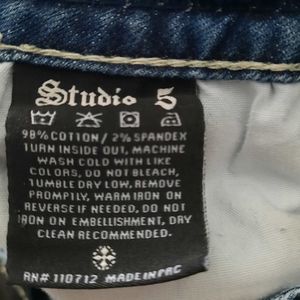 Studio 5
98% COTTON / 2% SPANDEX
TURN INSIDE OUT, MACHINE
WASH COLD WITH LIKE
COLORS, DO NOT BLEACH,
TUMBLE DRY LOW, REMOVE
PROMPTLY, WARM IRON ON
REVERSE IF NEEDED, DO NOT
IRON ON EMBELLISHMENT, DRY
CLEAN RECOMMENDED.
RN# 110712 MADE IN PRC